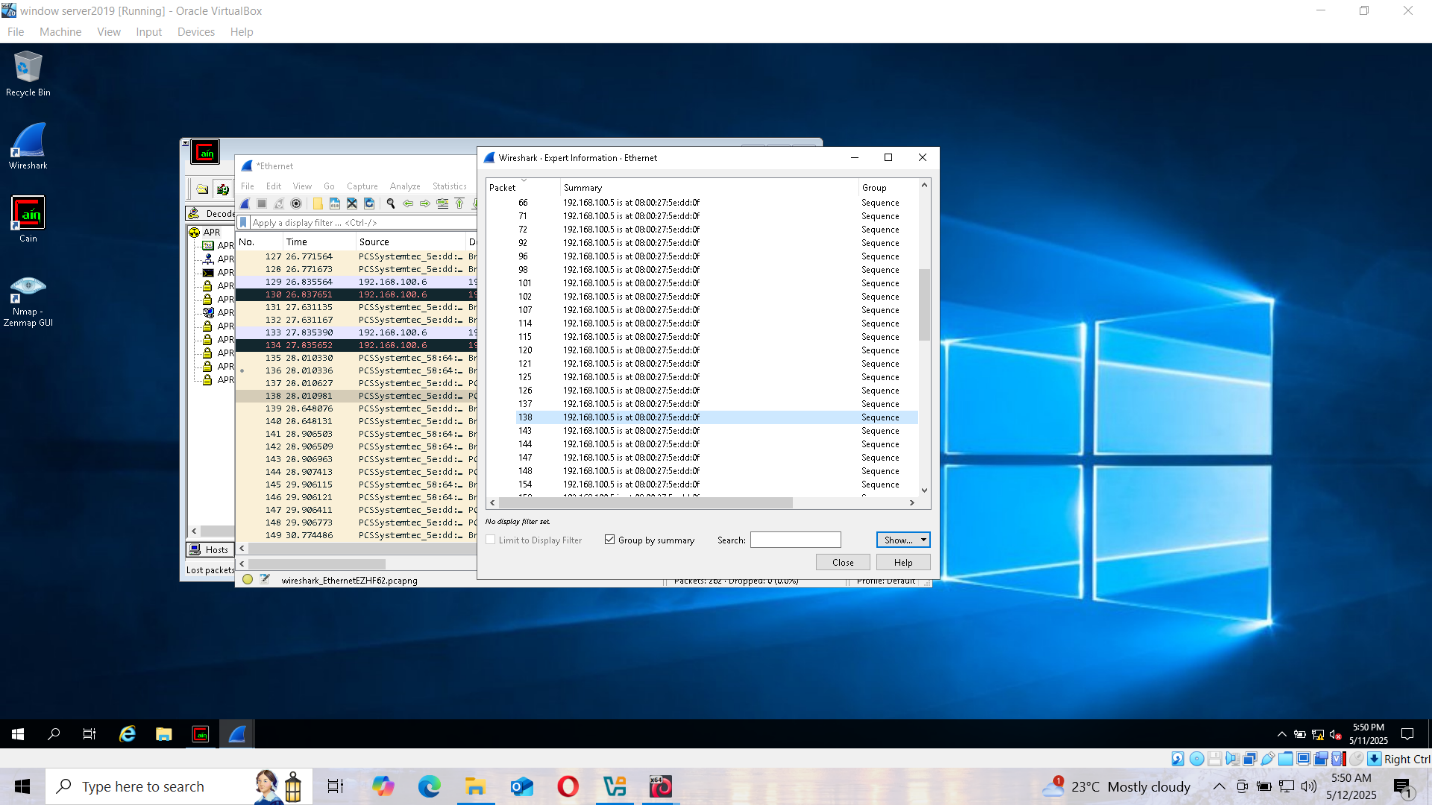 window server2019 [Running] - Oracle VirtualBox
File Machine View Input Devices Help
Recycle Bin
Wireshark
Cain
Nmap -
Zenmap GUI
Cain
Decode
APR
APR
APR
APR
APR
APR
APR
APR
APR
APR
APR
APR
Hosts
Lost packets
*Ethernet
File Edit View Go Capture Analyze Statistics
Apply a display filter ... <Ctrl-/>
No. Time Source D
127 26.771564 PCSSystemtec_5e:dd:… Br
128 26.771673 PCSSystemtec_5e:dd:… Br
129 26.835564 192.168.100.6 19
130 26.837651 192.168.100.6 19
131 27.631135 PCSSystemtec_5e:dd:… Br
132 27.631167 PCSSystemtec_5e:dd:… Br
133 27.835390 192.168.100.6 19
134 27.835652 192.168.100.6 19
135 28.010330 PCSSystemtec_58:64:… Br
136 28.010336 PCSSystemtec_58:64:… Br
137 28.010627 PCSSystemtec_5e:dd:… PC
138 28.010981 PCSSystemtec_5e:dd:… PC
139 28.648076 PCSSystemtec_5e:dd:… Br
140 28.648131 PCSSystemtec_5e:dd:… Br
141 28.906503 PCSSystemtec_58:64:… Br
142 28.906509 PCSSystemtec_58:64:… Br
143 28.906963 PCSSystemtec_5e:dd:… PC
144 28.907413 PCSSystemtec_5e:dd:… PC
145 29.906115 PCSSystemtec_58:64:… Br
146 29.906121 PCSSystemtec_58:64:… Br
147 29.906411 PCSSystemtec_5e:dd:… PC
148 29.906773 PCSSystemtec_5e:dd:… PC
149 30.774486 PCSSystemtec_5e:dd:… Br
wireshark_EthernetEZHF62.pcapng
Packets: 262 · Dropped: 0 (0.0%)
Profile: Default
Wireshark - Expert Information - Ethernet
Packet Summary Group
66 192.168.100.5 is at 08:00:27:5e:dd:0f Sequence
71 192.168.100.5 is at 08:00:27:5e:dd:0f Sequence
72 192.168.100.5 is at 08:00:27:5e:dd:0f Sequence
92 192.168.100.5 is at 08:00:27:5e:dd:0f Sequence
96 192.168.100.5 is at 08:00:27:5e:dd:0f Sequence
98 192.168.100.5 is at 08:00:27:5e:dd:0f Sequence
101 192.168.100.5 is at 08:00:27:5e:dd:0f Sequence
102 192.168.100.5 is at 08:00:27:5e:dd:0f Sequence
107 192.168.100.5 is at 08:00:27:5e:dd:0f Sequence
114 192.168.100.5 is at 08:00:27:5e:dd:0f Sequence
115 192.168.100.5 is at 08:00:27:5e:dd:0f Sequence
120 192.168.100.5 is at 08:00:27:5e:dd:0f Sequence
121 192.168.100.5 is at 08:00:27:5e:dd:0f Sequence
125 192.168.100.5 is at 08:00:27:5e:dd:0f Sequence
126 192.168.100.5 is at 08:00:27:5e:dd:0f Sequence
137 192.168.100.5 is at 08:00:27:5e:dd:0f Sequence
138 192.168.100.5 is at 08:00:27:5e:dd:0f Sequence
143 192.168.100.5 is at 08:00:27:5e:dd:0f Sequence
144 192.168.100.5 is at 08:00:27:5e:dd:0f Sequence
147 192.168.100.5 is at 08:00:27:5e:dd:0f Sequence
148 192.168.100.5 is at 08:00:27:5e:dd:0f Sequence
154 192.168.100.5 is at 08:00:27:5e:dd:0f Sequence
No display filter set.
Limit to Display Filter Group by summary Search: Show...
Close Help
5:50 PM
5/11/2025
Right Ctrl
Type here to search
1
23°C Mostly cloudy
5:50 AM
5/12/2025
1